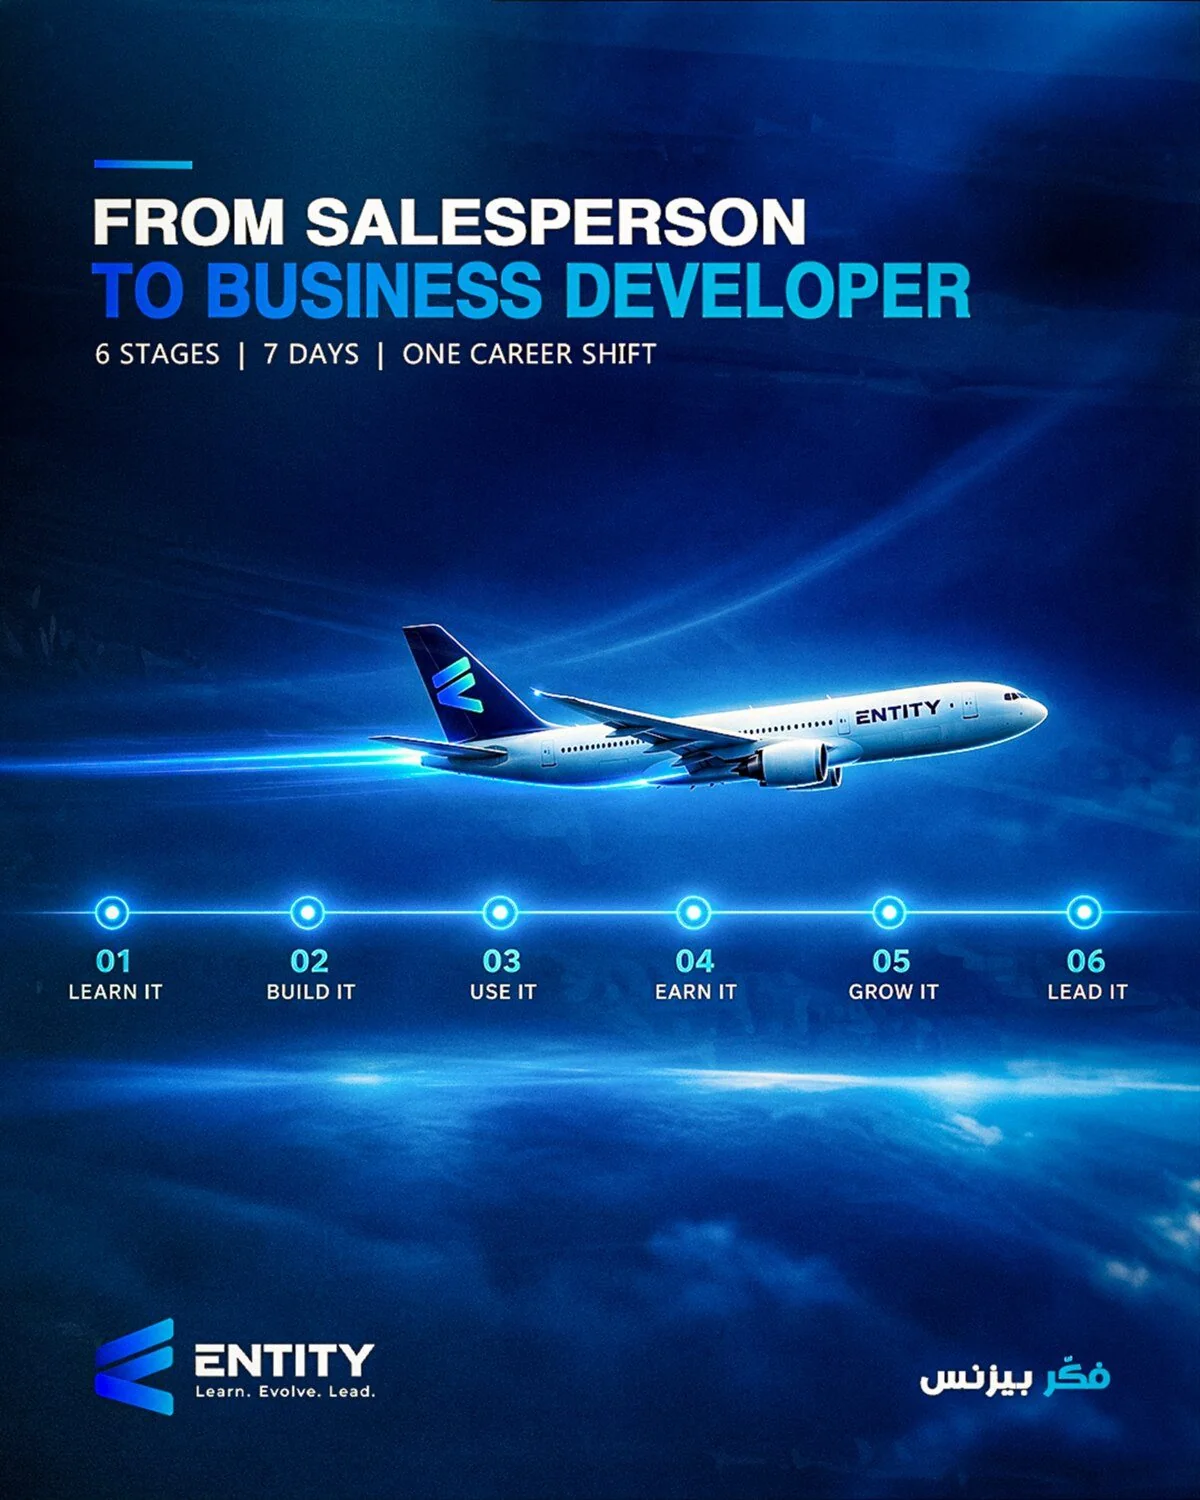 FROM SALESPERSON
TO BUSINESS DEVELOPER
6 STAGES | 7 DAYS | ONE CAREER SHIFT
ENTITY
01
LEARN IT
02
BUILD IT
03
USE IT
04
EARN IT
05
GROW IT
06
LEAD IT
ENTITY
Learn. Evolve. Lead.
فكّر بيزنس